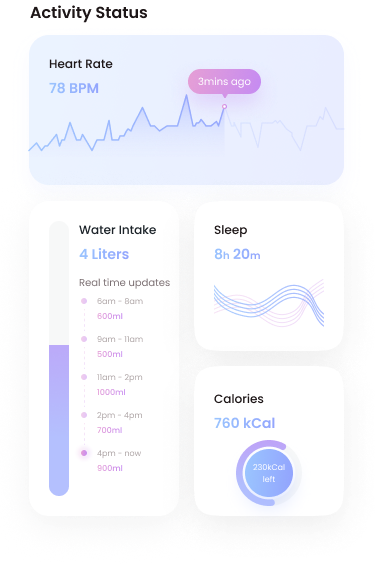 Activity Status
Heart Rate
78 BPM
3mins ago
Water Intake
4 Liters
Real time updates
6am - 8am
600ml
9am - 11am
500ml
11am - 2pm
1000ml
2pm - 4pm
700ml
4pm - now
900ml
Sleep
8h 20m
Calories
760 kCal
230kCal
left